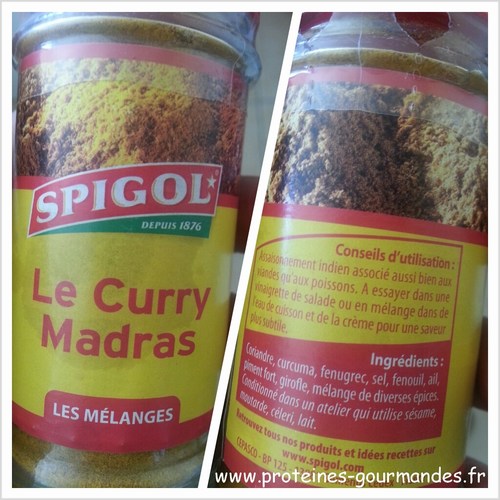 SPIGOL
DEPUIS 1876
Le Curry
Madras
LES MÉLANGES
Conseils d'utilisation :
Assaisonnement indien associé aussi bien aux
viandes qu'aux poissons. A essayer dans une
vinaigrette de salade ou en mélange dans de
l'eau de cuisson et de la crème pour une saveur
plus subtile.
Ingrédients :
Coriandre, curcuma, fenugrec, sel, fenouil, ail,
piment fort, girofle, mélange de diverses épices.
Conditionné dans un atelier qui utilise sésame,
moutarde, céleri, lait.
Retrouvez tous nos produits et idées recettes sur
www.spigol.com
CEPASCO - BP 125
www.proteines-gourmandes.fr